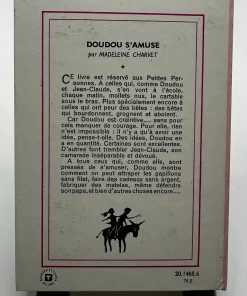 DOUDOU S'AMUSE
par MADELEINE CHARVET
CE livre est réservé aux Petites Per-
sonnes. A celles qui, comme Doudou
et Jean-Claude, s'en vont à l'école,
chaque matin, mollets nus, le cartable
sous le bras. Plus spécialement encore à
celles qui ont peur des bêtes : des bêtes
qui bourdonnent, grognent et aboient.
Car Doudou est craintive... sans pour
cela manquer de courage. Pour elle, rien
n'est impossible : il n'y a qu'à avoir une
idée, pense-t-elle. Des idées, Doudou en
a en quantité. Certaines sont excellentes.
D'autres font trembler Jean-Claude, son
camarade inséparable et dévoué.
A tous ceux qui, comme elle, sont
pressés de s'amuser, Doudou montre
comment on peut attraper les papillons
sans filet, faire des cadeaux sans argent,
fabriquer des matelas, même défendre
son papa, et bien d'autres choses encore....
20.1468.6